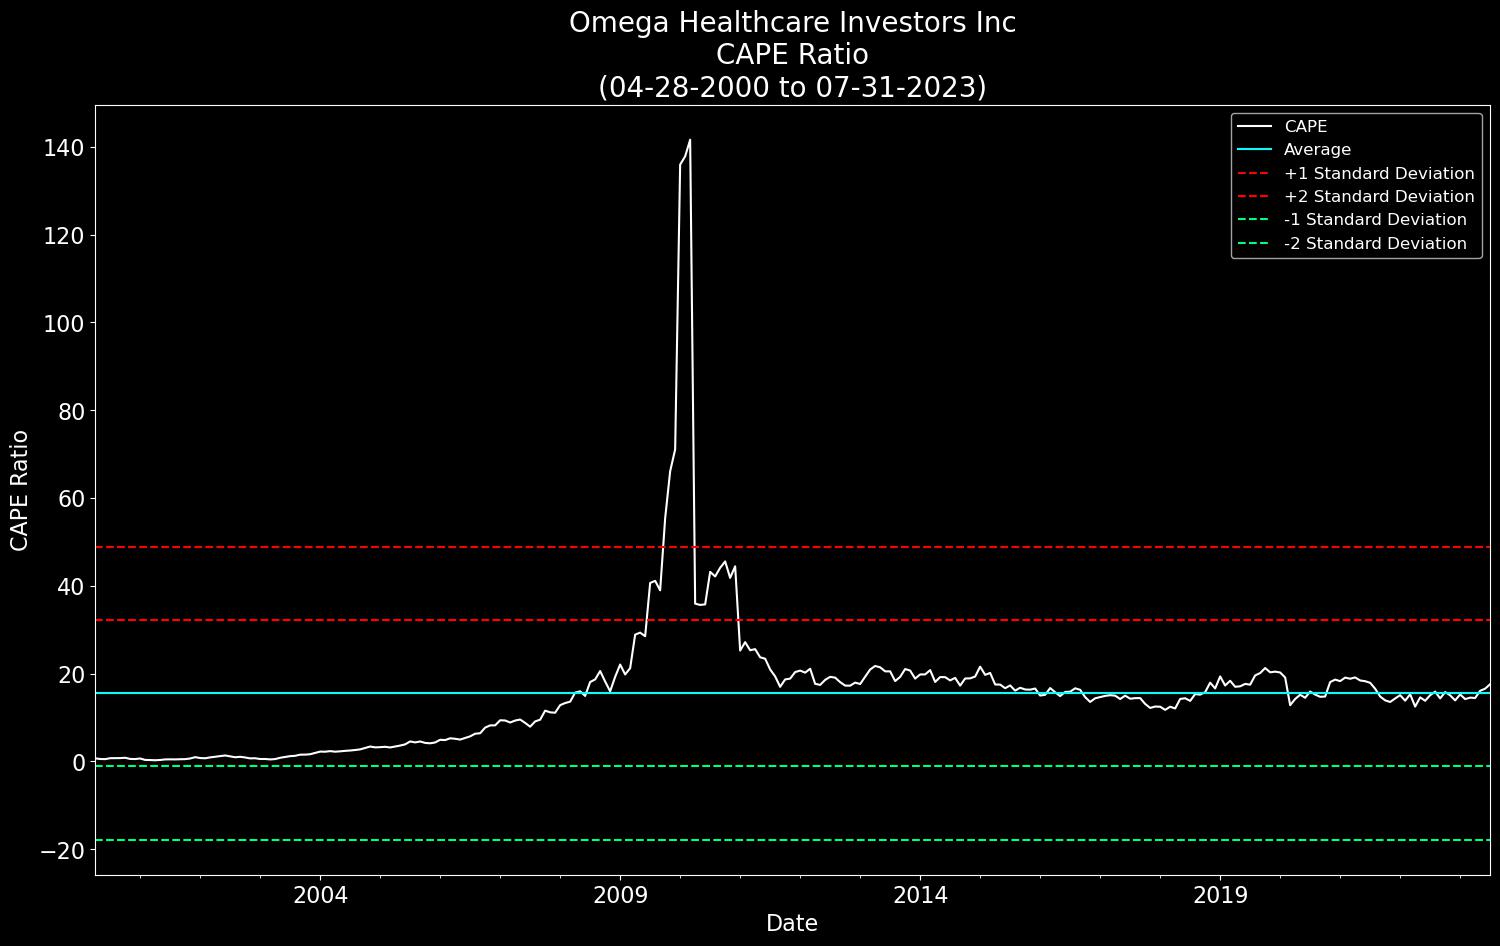 Omega Healthcare Investors Inc
CAPE Ratio
(04-28-2000 to 07-31-2023)
CAPE
Average
+1 Standard Deviation
+2 Standard Deviation
-1 Standard Deviation
-2 Standard Deviation
CAPE Ratio
140
120
100
80
60
40
20
0
−20
2004
2009
2014
2019
Date